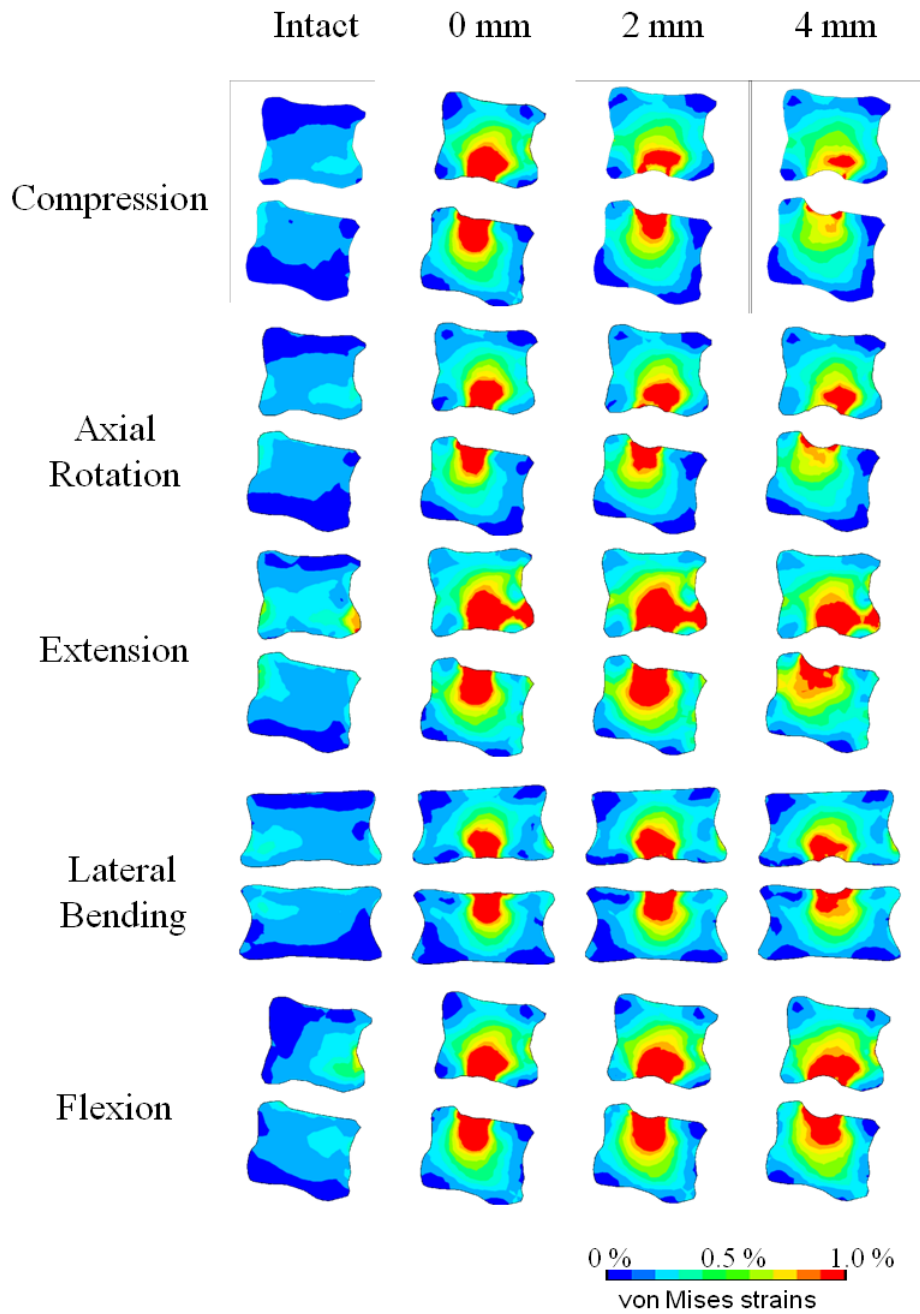 Intact 0 mm 2 mm 4 mm
Compression
Axial
Rotation
Extension
Lateral
Bending
Flexion
0 % 0.5 % 1.0 %
von Mises strains